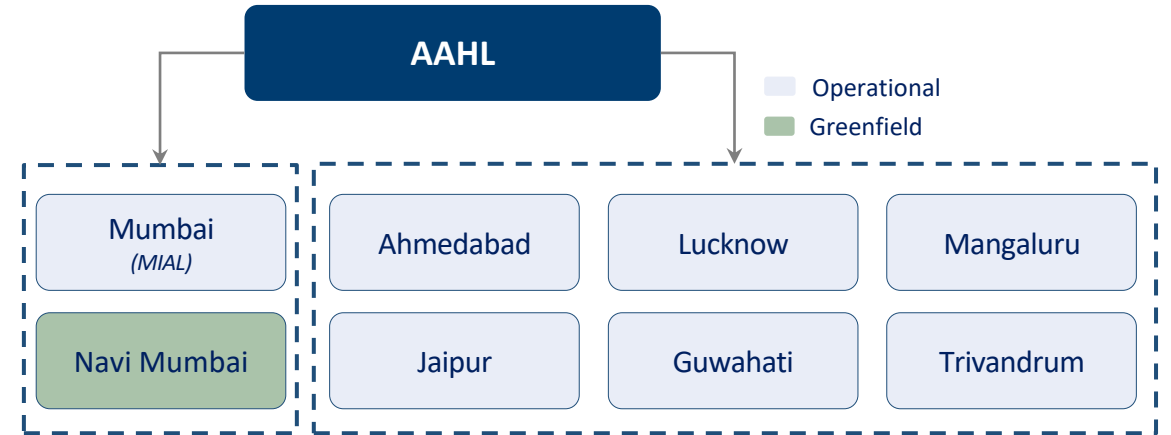 AAHL
Operational
Greenfield
Mumbai
(MIAL)
Navi Mumbai
Ahmedabad
Lucknow
Mangaluru
Jaipur
Guwahati
Trivandrum